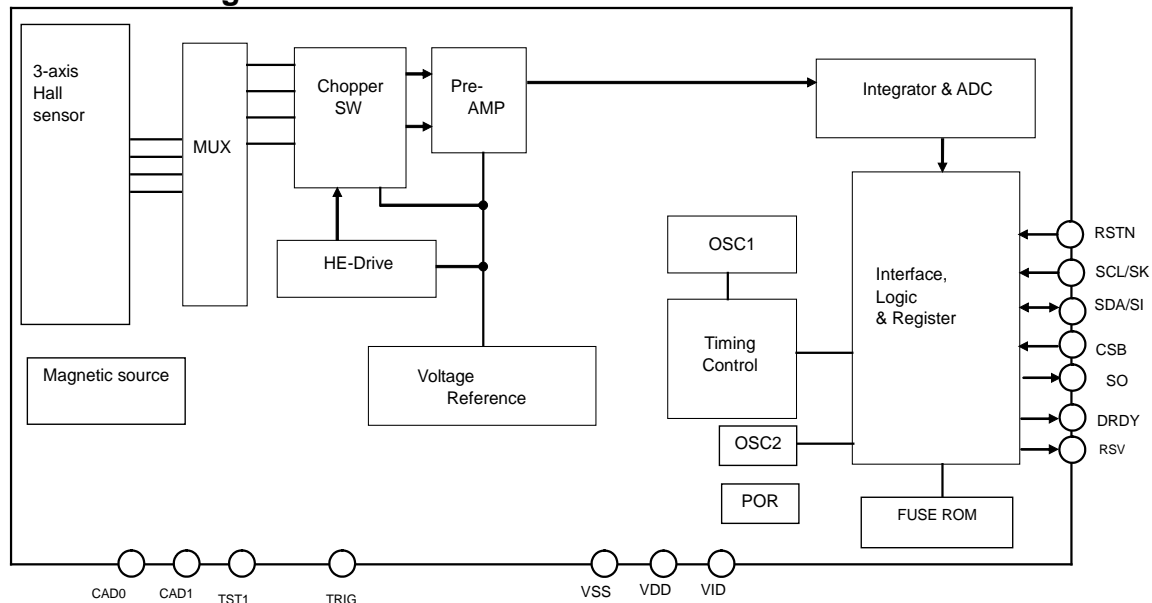 3-axis
Hall
sensor
MUX
Chopper
SW
Pre-
AMP
Integrator & ADC
HE-Drive
OSC1
Interface,
Logic
& Register
Timing
Control
Magnetic source
Voltage
Reference
OSC2
POR
FUSE ROM
RSTN
SCL/SK
SDA/SI
CSB
SO
DRDY
RSV
CAD0
CAD1
TST1
TRIG
VSS
VDD
VID